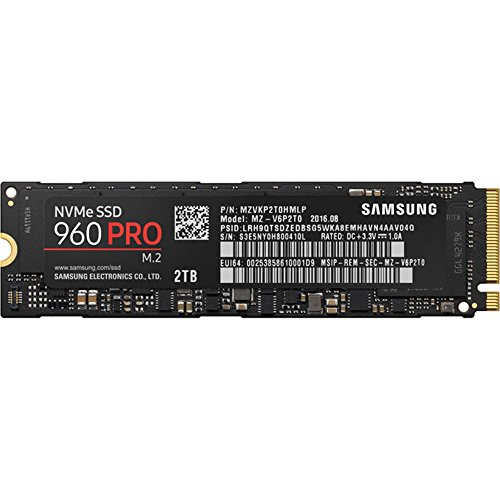 NVMe SSD
960 PRO
M.2
www.samsung.com/ssd
SAMSUNG ELECTRONICS CO., LTD.
2TB
P/N: MZVKP2T0HMLP
Model: MZ-V6P2T0 2016.08
PSID: LRH9QTSDZEDBSG5WKA8EMHAVN4AAV040
S/N: S3E5NY0H800410L RATED: DC+3.3V 1.0A
EUI64: 00253858610001D9 MSIP-REM-SEC-MZ-V6P2T0
SAMSUNG